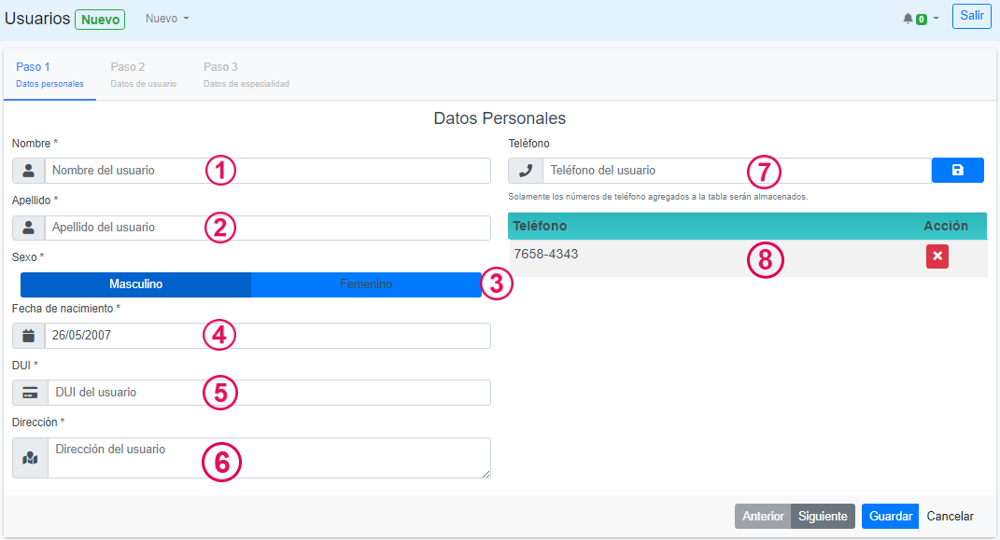 Usuarios Nuevo Nuevo 0 Salir
Paso 1 Paso 2 Paso 3
Datos personales Datos de usuario Datos de especialidad
Datos Personales
Nombre *
Nombre del usuario 1
Apellido *
Apellido del usuario 2
Sexo *
Masculino Femenino 3
Fecha de nacimiento *
26/05/2007 4
DUI *
DUI del usuario 5
Dirección *
Dirección del usuario 6
Teléfono
Teléfono del usuario 7
Solamente los números de teléfono agregados a la tabla serán almacenados.
Teléfono Acción
7658-4343 8
Anterior Siguiente Guardar Cancelar